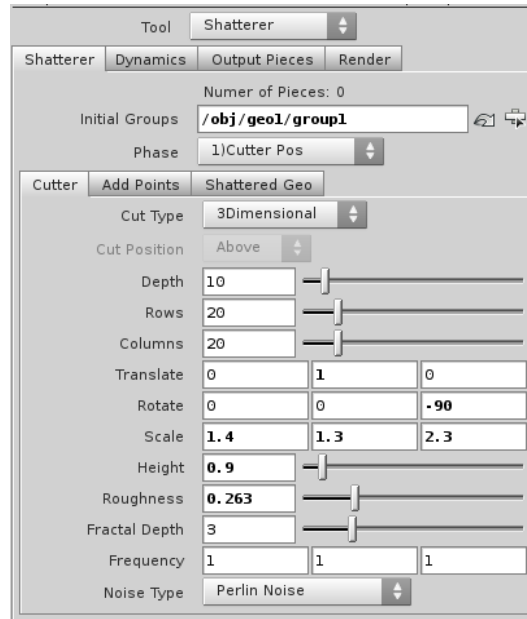 Tool Shatterer
Shatterer Dynamics Output Pieces Render
Numer of Pieces: 0
Initial Groups /obj/geo1/group1
Phase 1)Cutter Pos
Cutter Add Points Shattered Geo
Cut Type 3Dimensional
Cut Position Above
Depth 10
Rows 20
Columns 20
Translate 0 1 0
Rotate 0 0 -90
Scale 1.4 1.3 2.3
Height 0.9
Roughness 0.263
Fractal Depth 3
Frequency 1 1 1
Noise Type Perlin Noise